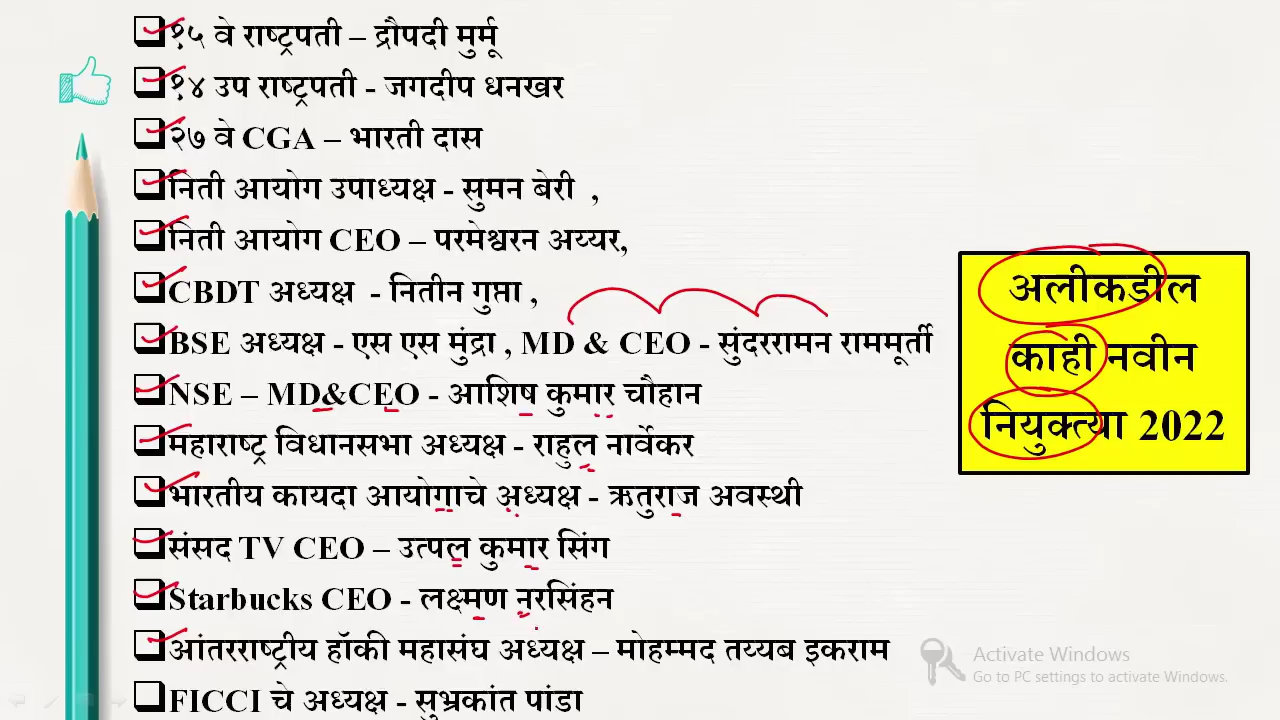 १५ वे राष्ट्रपती – द्रौपदी मुर्मू
१४ उप राष्ट्रपती - जगदीप धनखर
२७ वे CGA – भारती दास
निती आयोग उपाध्यक्ष - सुमन बेरी ,
निती आयोग CEO – परमेश्वरन अय्यर,
CBDT अध्यक्ष - नितीन गुप्ता ,
BSE अध्यक्ष - एस एस मुंद्रा , MD & CEO - सुंदररामन राममूर्ती
NSE – MD&CEO - आशिष कुमार चौहान
महाराष्ट्र विधानसभा अध्यक्ष - राहुल नार्वेकर
भारतीय कायदा आयोगाचे अध्यक्ष - ऋतुराज अवस्थी
संसद TV CEO – उत्पल कुमार सिंग
Starbucks CEO - लक्ष्मण नरसिंहन
आंतरराष्ट्रीय हॉकी महासंघ अध्यक्ष – मोहम्मद तय्यब इकराम
FICCI चे अध्यक्ष - सुभ्रकांत पांडा
अलीकडील
काही नवीन
नियुक्त्या 2022
Activate Windows
Go to PC settings to activate Windows.